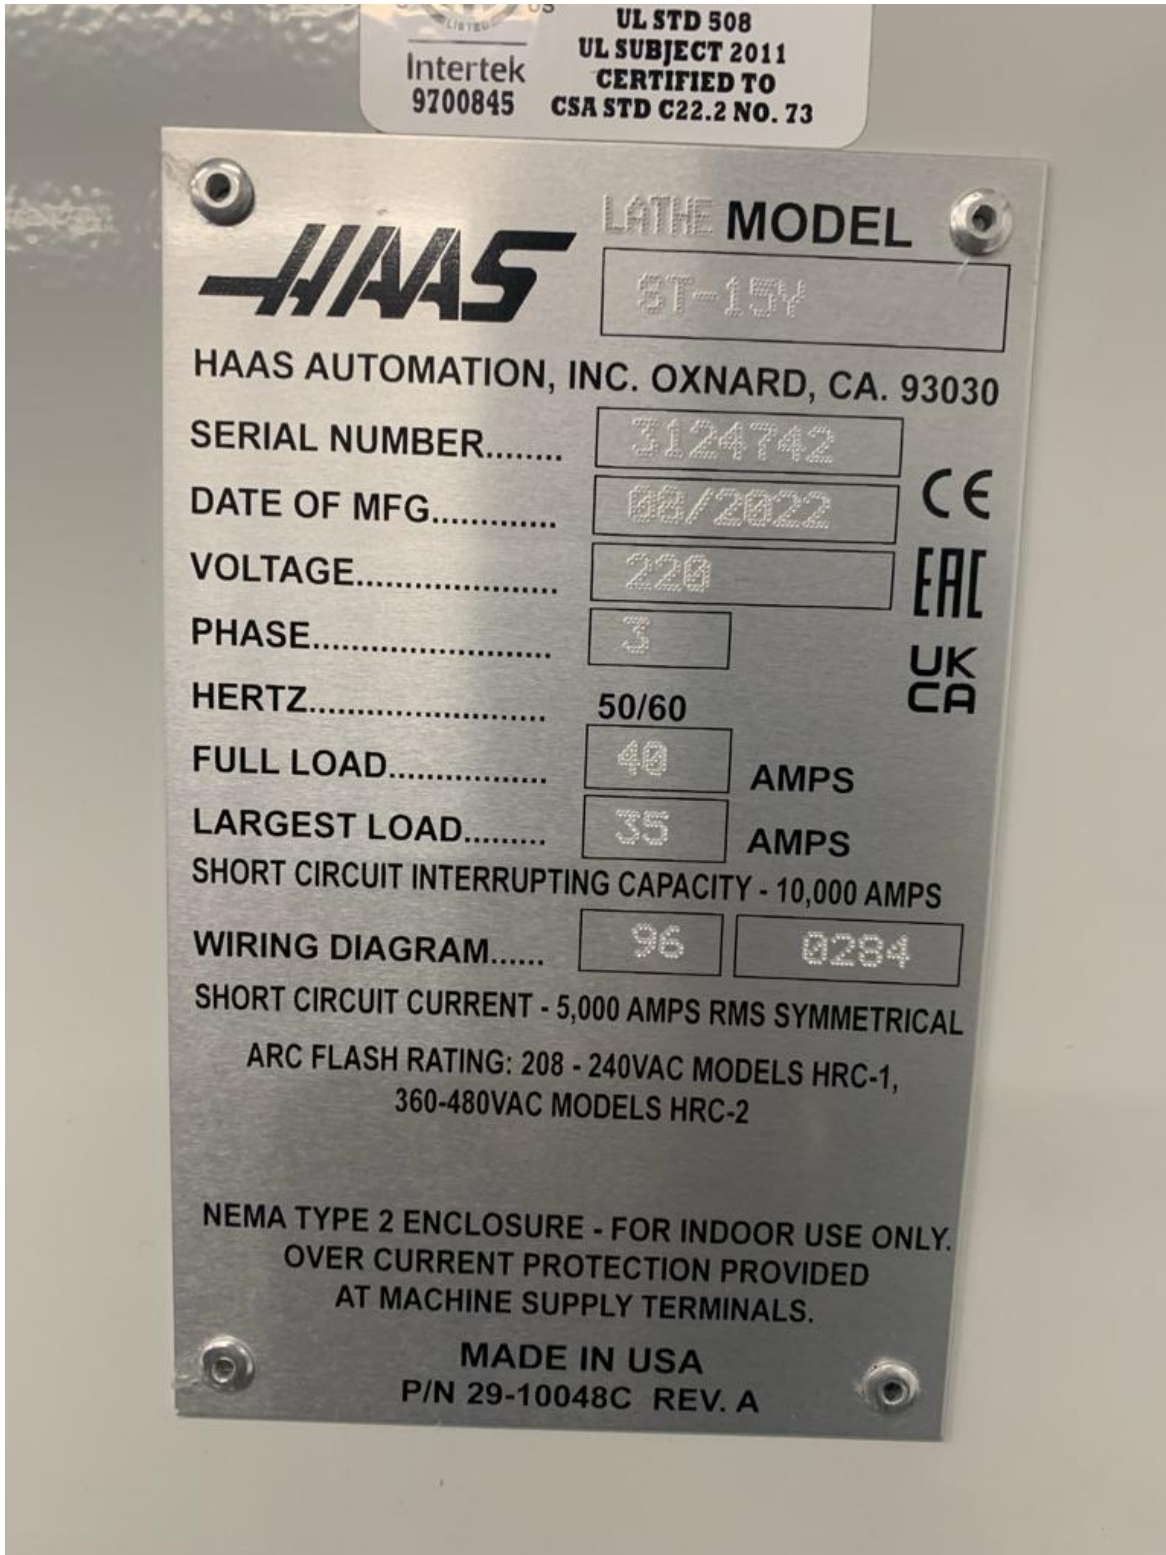 LISTED
US
Intertek
9700845
UL STD 508
UL SUBJECT 2011
CERTIFIED TO
CSA STD C22.2 NO. 73
HAAS
LATHE MODEL
ST-15Y
HAAS AUTOMATION, INC. OXNARD, CA. 93030
SERIAL NUMBER........ 3124742
DATE OF MFG............. 08/2022
CE
VOLTAGE..................... 220
EAC
PHASE......................... 3
UK
CA
HERTZ......................... 50/60
FULL LOAD................. 40 AMPS
LARGEST LOAD......... 35 AMPS
SHORT CIRCUIT INTERRUPTING CAPACITY - 10,000 AMPS
WIRING DIAGRAM...... 96 0284
SHORT CIRCUIT CURRENT - 5,000 AMPS RMS SYMMETRICAL
ARC FLASH RATING: 208 - 240VAC MODELS HRC-1,
360-480VAC MODELS HRC-2
NEMA TYPE 2 ENCLOSURE - FOR INDOOR USE ONLY.
OVER CURRENT PROTECTION PROVIDED
AT MACHINE SUPPLY TERMINALS.
MADE IN USA
P/N 29-10048C REV. A